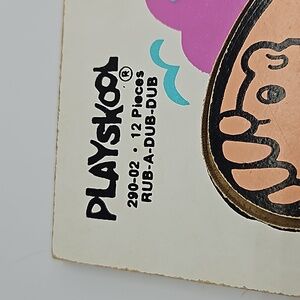 PLAYSKOOL®
290-02 • 12 Pieces
RUB-A-DUB-DUB